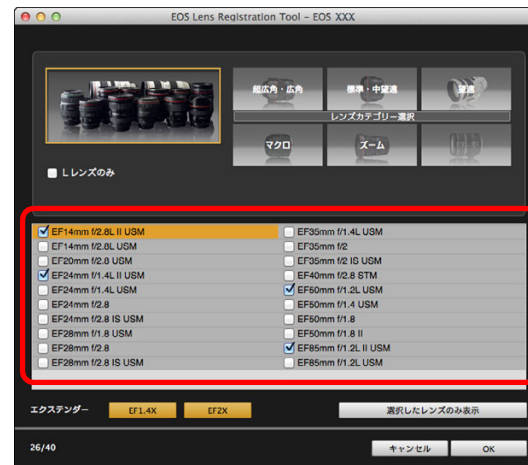 EOS Lens Registration Tool – EOS XXX
超広角・広角
標準・中望遠
望遠
レンズカテゴリー選択
マクロ
ズーム
L レンズのみ
EF14mm f/2.8L II USM
EF14mm f/2.8L USM
EF20mm f/2.8 USM
EF24mm f/1.4L II USM
EF24mm f/1.4L USM
EF24mm f/2.8
EF24mm f/2.8 IS USM
EF28mm f/1.8 USM
EF28mm f/2.8
EF28mm f/2.8 IS USM
EF35mm f/1.4L USM
EF35mm f/2
EF35mm f/2 IS USM
EF40mm f/2.8 STM
EF50mm f/1.2L USM
EF50mm f/1.4 USM
EF50mm f/1.8
EF50mm f/1.8 II
EF85mm f/1.2L II USM
EF85mm f/1.2L USM
エクステンダー
EF1.4X
EF2X
選択したレンズのみ表示
26/40
キャンセル
OK